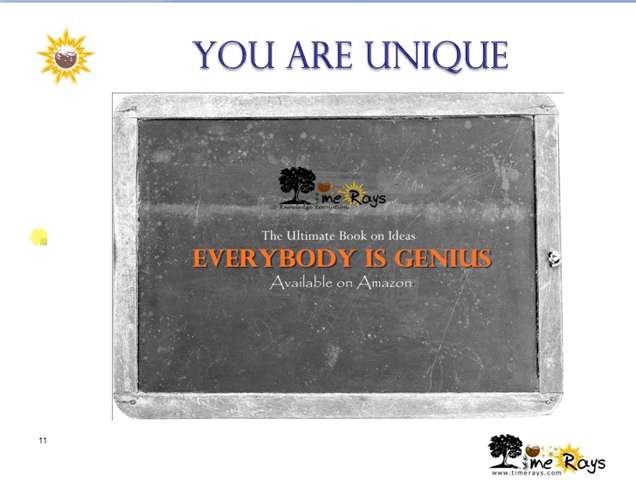 YOU ARE UNIQUE
Time Rays
Knowledge Revolution
The Ultimate Book on Ideas
EVERYBODY IS GENIUS
Available on Amazon
11
Time Rays
www.timerays.com